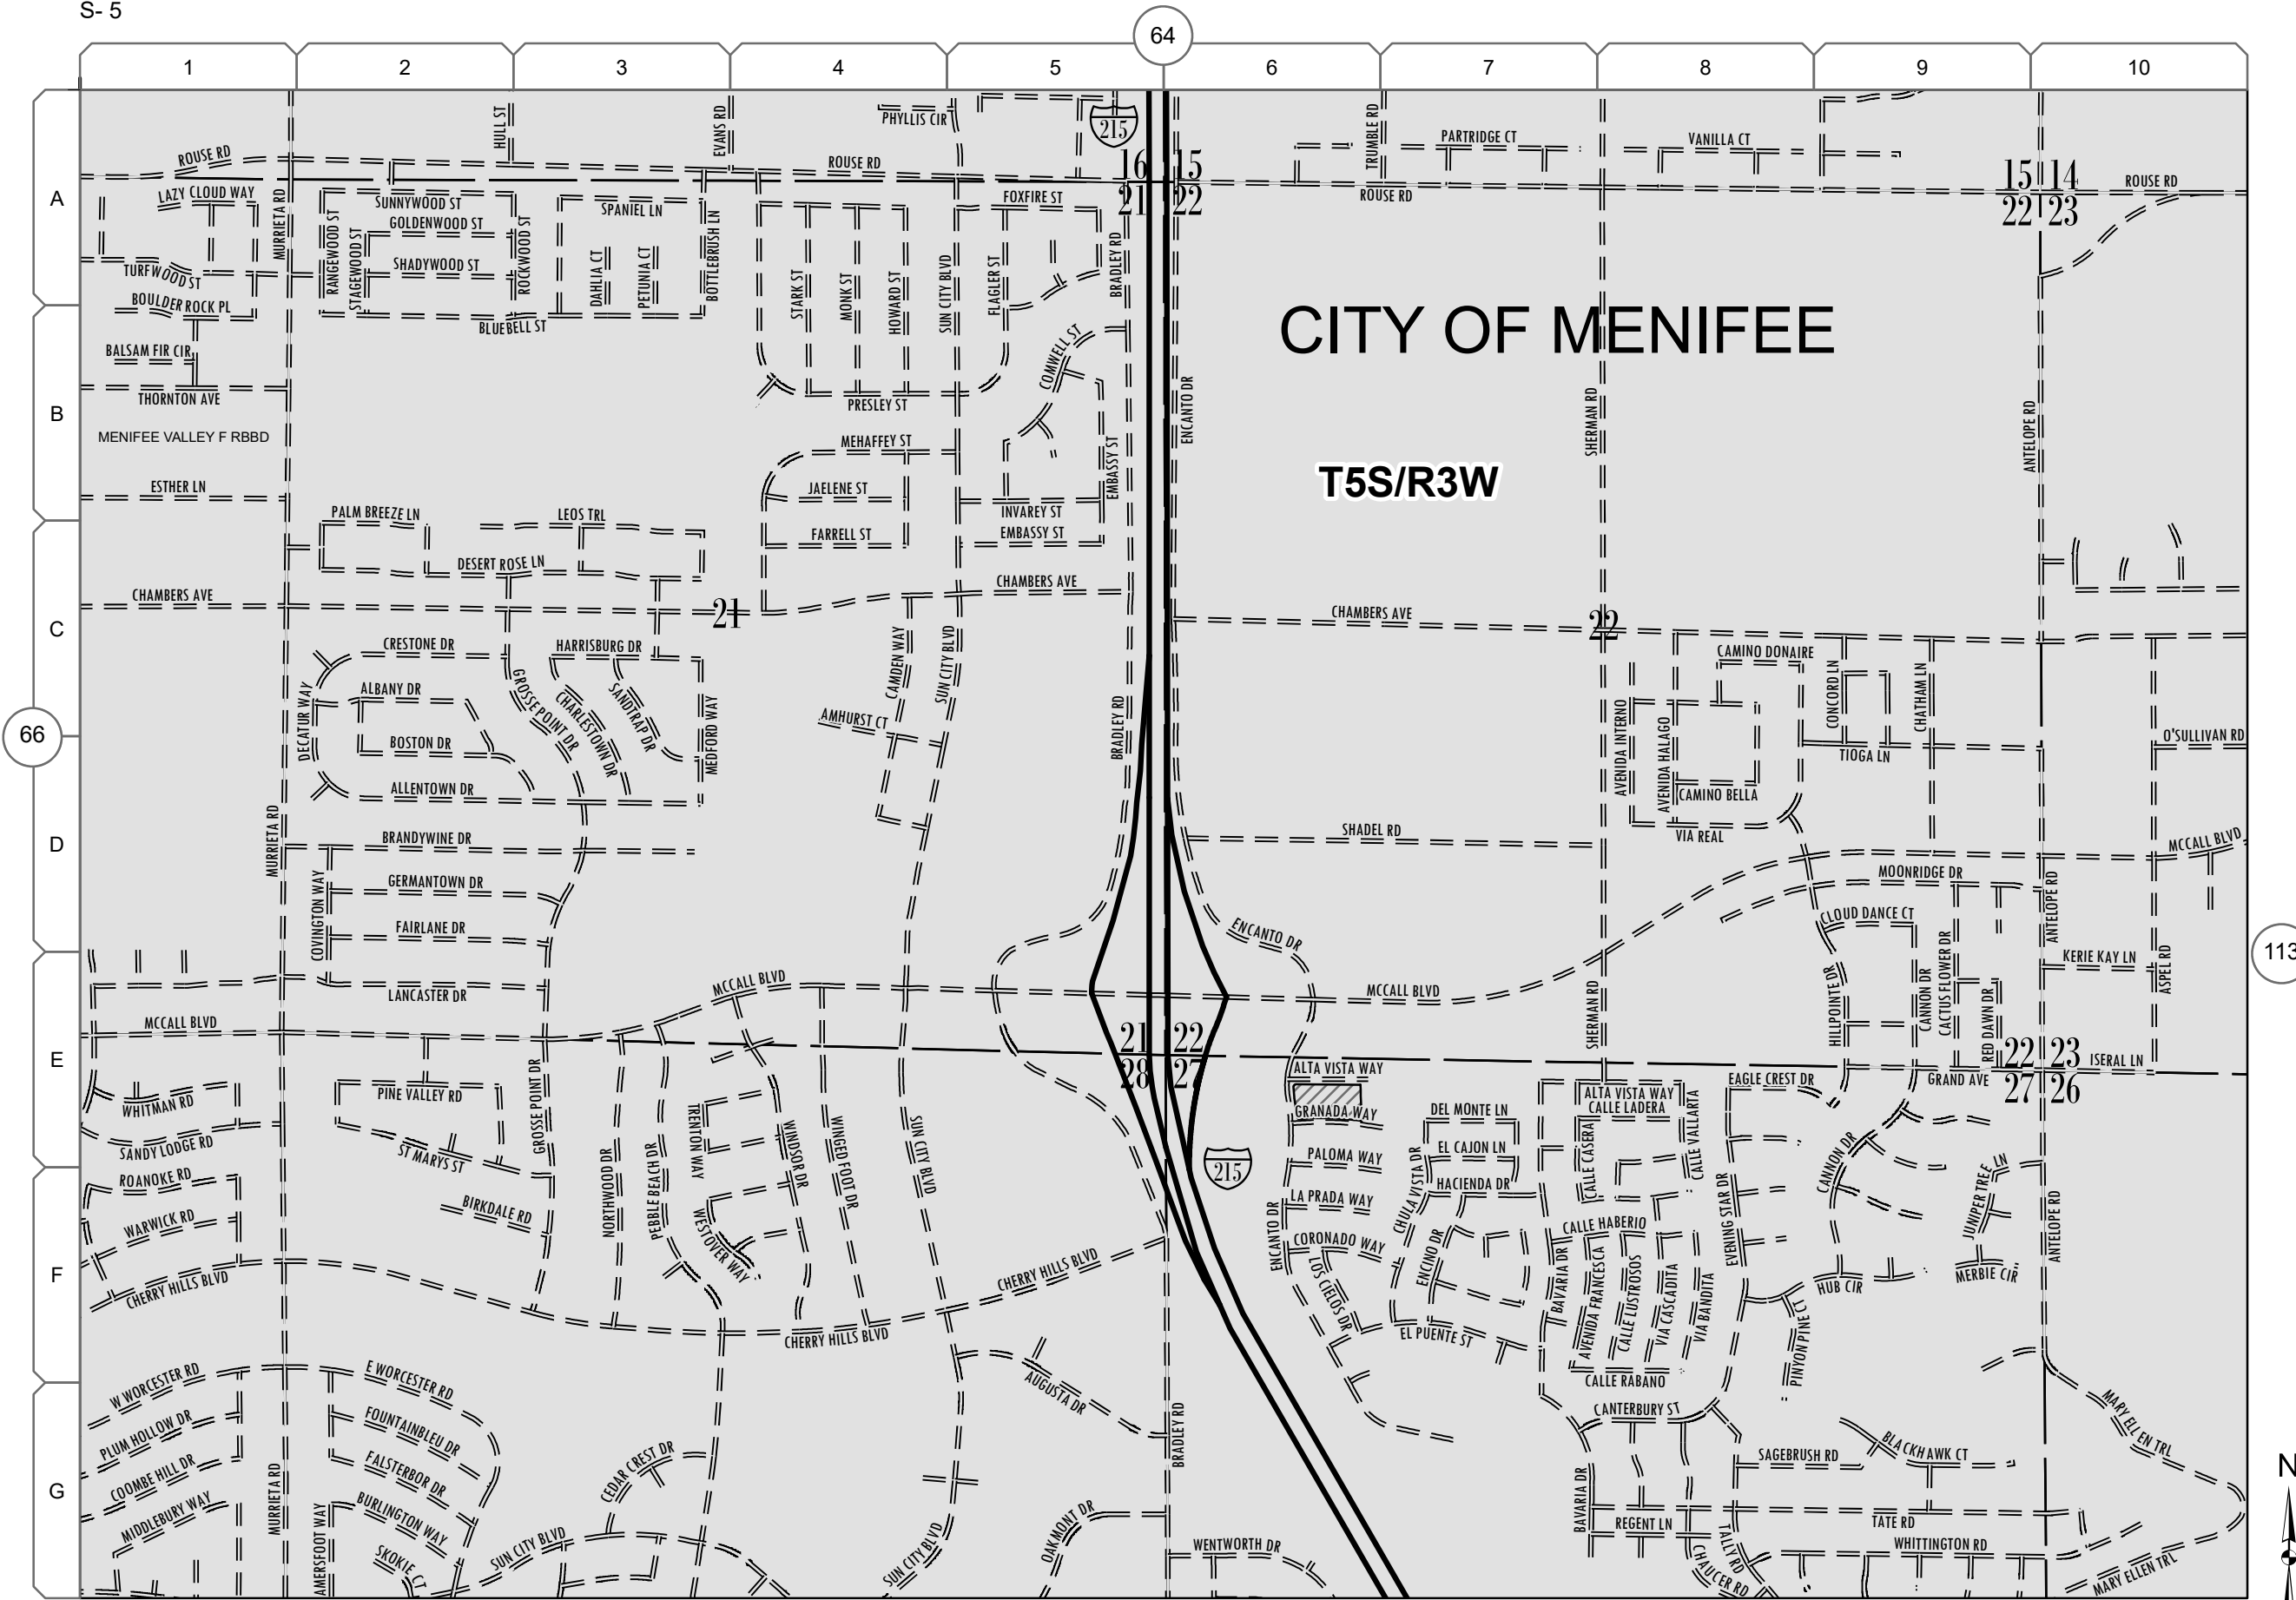 S- 5
64
1 2 3 4 5 6 7 8 9 10
HULL ST
EVANS RD
PHYLLIS CIR
215
TRUMBLE RD
PARTRIDGE CT
VANILLA CT
ROUSE RD
ROUSE RD
16 15
21 22
ROUSE RD
15 14
22 23
ROUSE RD
A
LAZY CLOUD WAY
MURRIETA RD
SUNNYWOOD ST
GOLDENWOOD ST
RANGEWOOD ST
STAGEWOOD ST
SHADYWOOD ST
ROCKWOOD ST
SPANIEL LN
DAHLIA CT
PETUNIA CT
BOTTLEBRUSH LN
STARK ST
MONK ST
HOWARD ST
SUN CITY BLVD
FOXFIRE ST
FLAGLER ST
BRADLEY RD
TURFWOOD ST
BOULDER ROCK PL
BLUEBELL ST
CITY OF MENIFEE
B
BALSAM FIR CIR
THORNTON AVE
MENIFEE VALLEY F RBBD
ESTHER LN
PRESLEY ST
COMWELL ST
ENCANTO DR
SHERMAN RD
ANTELOPE RD
MEHAFFEY ST
JAELENE ST
EMBASSY ST
INVAREY ST
T5S/R3W
PALM BREEZE LN
LEOS TRL
FARRELL ST
EMBASSY ST
DESERT ROSE LN
C
CHAMBERS AVE
21
CHAMBERS AVE
CHAMBERS AVE
22
CRESTONE DR
HARRISBURG DR
CAMDEN WAY
SUN CITY BLVD
CAMINO DONAIRE
CONCORD LN
CHATHAM LN
DECATUR WAY
ALBANY DR
GROSSE POINT DR
CHARLESTOWN DR
SANDTRAP DR
MEDFORD WAY
AMHURST CT
BRADLEY RD
AVENIDA INTERNO
AVENIDA HALAGO
66
BOSTON DR
TIOGA LN
O'SULLIVAN RD
ALLENTOWN DR
CAMINO BELLA
D
MURRIETA RD
BRANDYWINE DR
SHADEL RD
VIA REAL
MCCALL BLVD
GERMANTOWN DR
COVINGTON WAY
FAIRLANE DR
MOONRIDGE DR
CLOUD DANCE CT
ANTELOPE RD
ENCANTO DR
113
LANCASTER DR
MCCALL BLVD
MCCALL BLVD
SHERMAN RD
HILLPOINTE DR
CANNON DR
CACTUS FLOWER DR
RED DAWN DR
KERIE KAY LN
ASPEL RD
MCCALL BLVD
E
21 22
28 27
22 23
27 26
ISERAL LN
GRAND AVE
ALTA VISTA WAY
EAGLE CREST DR
WHITMAN RD
PINE VALLEY RD
GROSSE POINT DR
TRENTON WAY
WINDSOR DR
WINGED FOOT DR
SUN CITY BLVD
GRANADA WAY
DEL MONTE LN
ALTA VISTA WAY
CALLE LADERA
CALLE CASERA
CALLE VALLARTA
SANDY LODGE RD
ST MARYS ST
EL CAJON LN
215
PALOMA WAY
CHULA VISTA DR
CANNON DR
ROANOKE RD
BIRKDALE RD
NORTHWOOD DR
PEBBLE BEACH DR
WESTOVER WAY
LA PRADA WAY
HACIENDA DR
EVENING STAR DR
JUNIPER TREE LN
ANTELOPE RD
WARWICK RD
ENCANTO DR
CORONADO WAY
ENCINO DR
CALLE HABERIO
F
CHERRY HILLS BLVD
CHERRY HILLS BLVD
LOS CIELOS DR
BAVARIA DR
AVENIDA FRANCESCA
CALLE LUSTROSOS
VIA CASCADITA
VIA BANDITA
HUB CIR
MERBIE CIR
PINYON PINE CT
CHERRY HILLS BLVD
EL PUENTE ST
CALLE RABANO
W WORCESTER RD
E WORCESTER RD
AUGUSTA DR
BRADLEY RD
CANTERBURY ST
MARY ELLEN TRL
PLUM HOLLOW DR
FOUNTAINBLEU DR
CEDAR CREST DR
SAGEBRUSH RD
BLACKHAWK CT
G
COOMBE HILL DR
FALSTERBOR DR
MURRIETA RD
MIDDLEBURY WAY
BURLINGTON WAY
AMERSFOOT WAY
SKOKIE CT
SUN CITY BLVD
SUN CITY BLVD
OAKMONT DR
WENTWORTH DR
BAVARIA DR
REGENT LN
TALLY RD
CHAUCER RD
TATE RD
WHITTINGTON RD
MARY ELLEN TRL
N